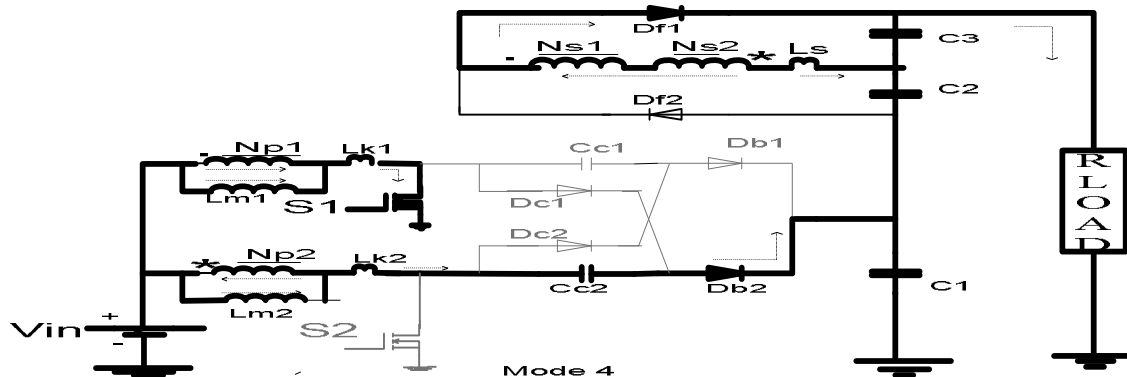 Df1
C3
Ns1 Ns2 * Ls
-
C2
Df2
Cc1 Db1
Np1 Lk1
-
Lm1
S1
Dc1
Dc2
Np2 Lk2
*
Cc2 Db2
C1
Lm2
RLOAD
Vin
+
-
S2
Mode 4